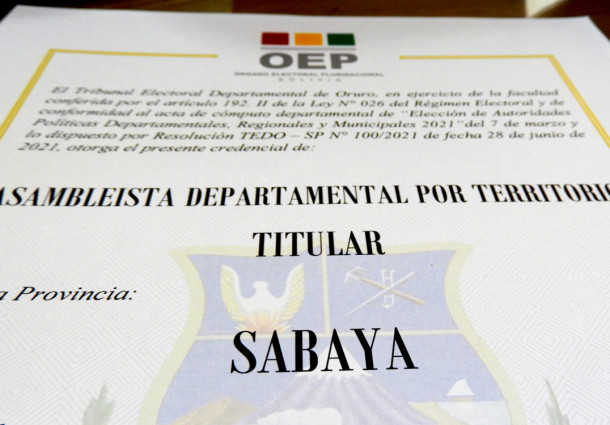 OEP
ORGANO ELECTORAL PLURINACIONAL
BOLIVIA
El Tribunal Electoral Departamental de Oruro, en ejercicio de la facultad
conferida por el artículo 192. II de la Ley Nº 026 del Régimen Electoral y de
conformidad al acta de cómputo departamental de "Elección de Autoridades
Políticas Departamentales, Regionales y Municipales 2021" del 7 de marzo y
lo dispuesto por Resolución TEDO – SP Nº 100/2021 de fecha 28 de junio de
2021, otorga el presente credencial de:
ASAMBLEISTA DEPARTAMENTAL POR TERRITORIO
TITULAR
a Provincia:
SABAYA